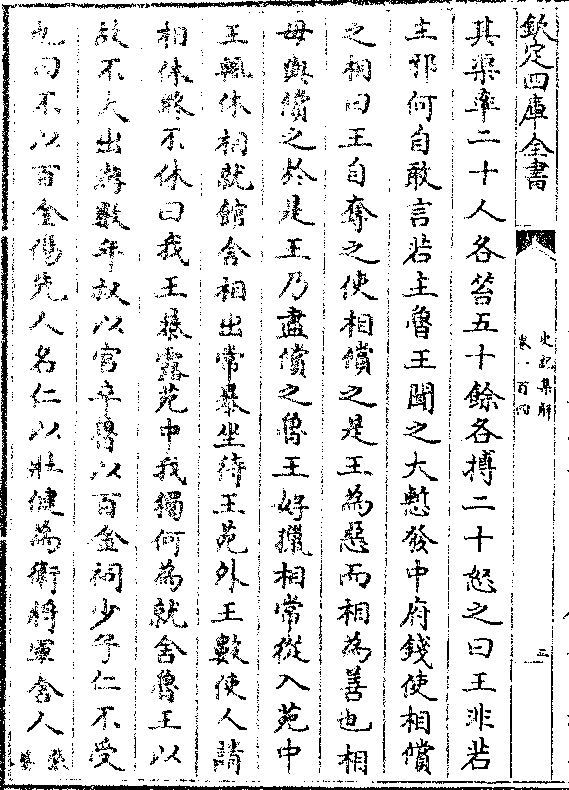 欽定四庫全書
史記集解
卷一百四
三
其渠率二十人各笞五十餘各搏二十怒之曰王非若
主邪何自敢言若主魯王聞之大慙發中府錢使相償
之相曰王自奪之使相償之是王為惡而相為善也相
毋與償之於是王乃盡償之魯王好獵相常從入苑中
王輒休相就館舍相出常暴坐待王苑外王數使人請
相休終不休曰我王暴露苑中我獨何為就舍魯王以
故不大出游數年叔以官卒魯以百金祠少子仁不受
也曰不以百金傷先人名仁以壯健為衛將軍舍人